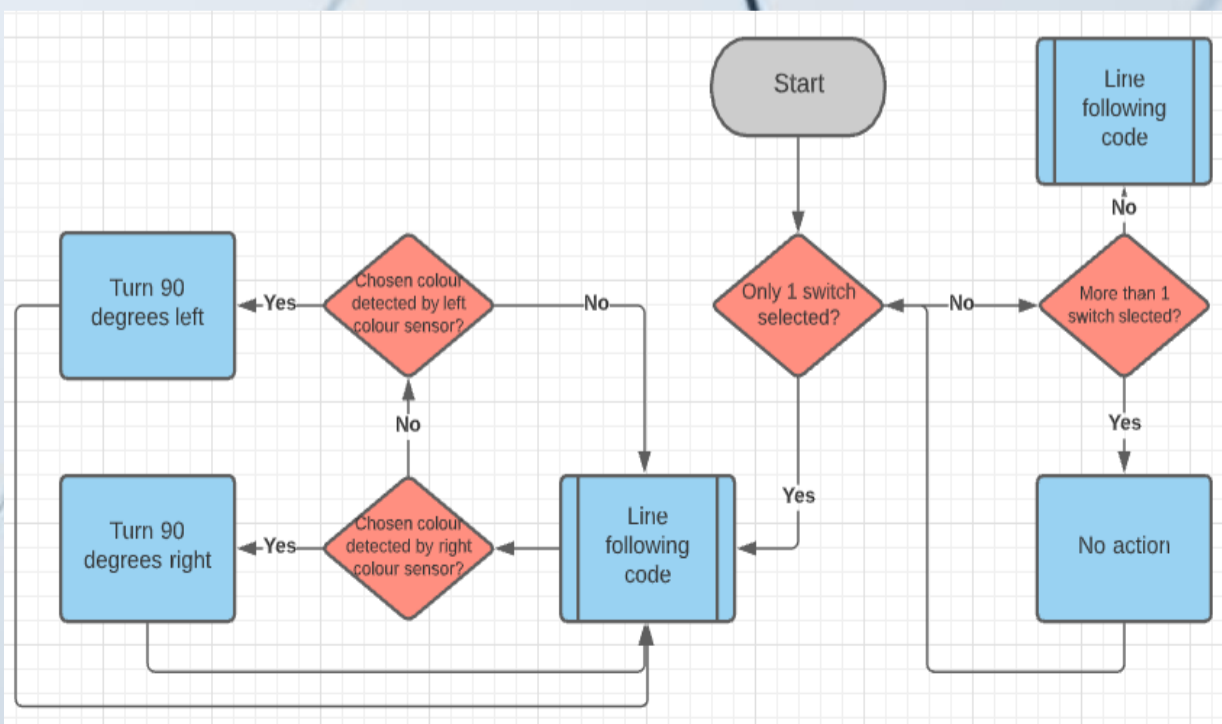 Start
Line
following
code
No
Turn 90
degrees left
Yes
Chosen colour
detected by left
colour sensor?
No
Only 1 switch
selected?
No
More than 1
switch slected?
No
Yes
Yes
Turn 90
degrees right
Yes
Chosen colour
detected by right
colour sensor?
Line
following
code
No action